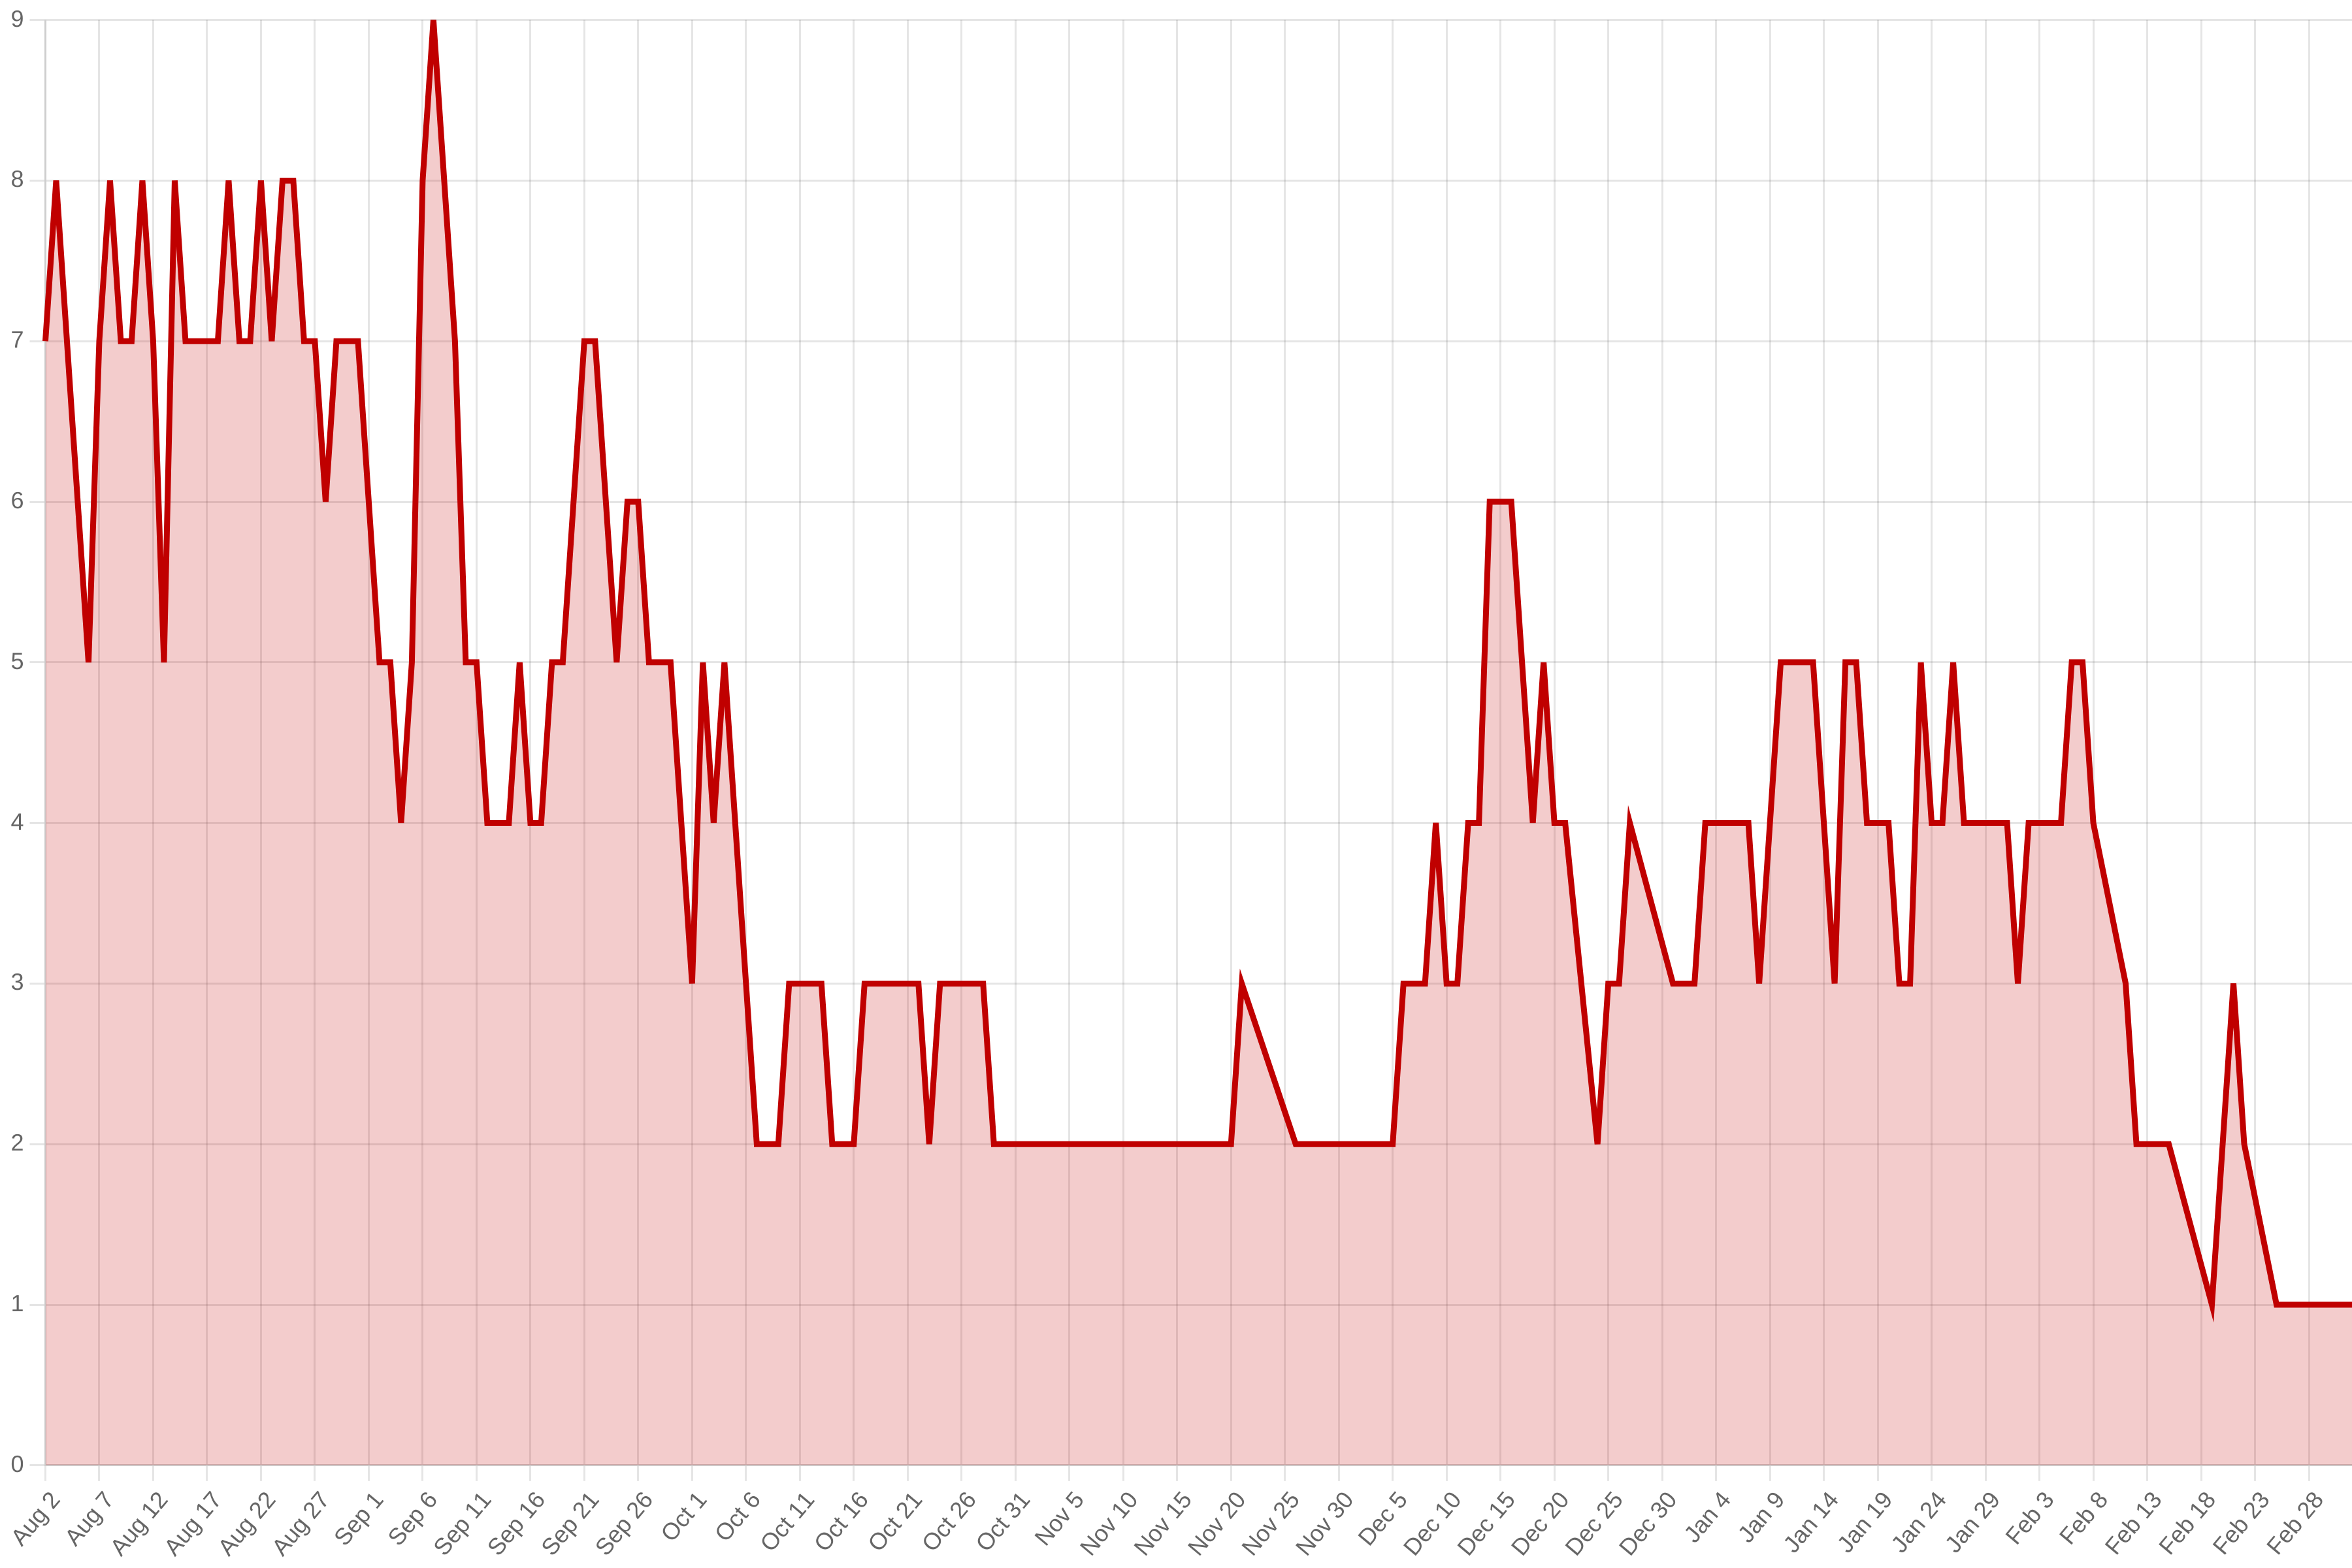 9
8
7
6
5
4
3
2
1
0
Aug 2
Aug 7
Aug 12
Aug 17
Aug 22
Aug 27
Sep 1
Sep 6
Sep 11
Sep 16
Sep 21
Sep 26
Oct 1
Oct 6
Oct 11
Oct 16
Oct 21
Oct 26
Oct 31
Nov 5
Nov 10
Nov 15
Nov 20
Nov 25
Nov 30
Dec 5
Dec 10
Dec 15
Dec 20
Dec 25
Dec 30
Jan 4
Jan 9
Jan 14
Jan 19
Jan 24
Jan 29
Feb 3
Feb 8
Feb 13
Feb 18
Feb 23
Feb 28